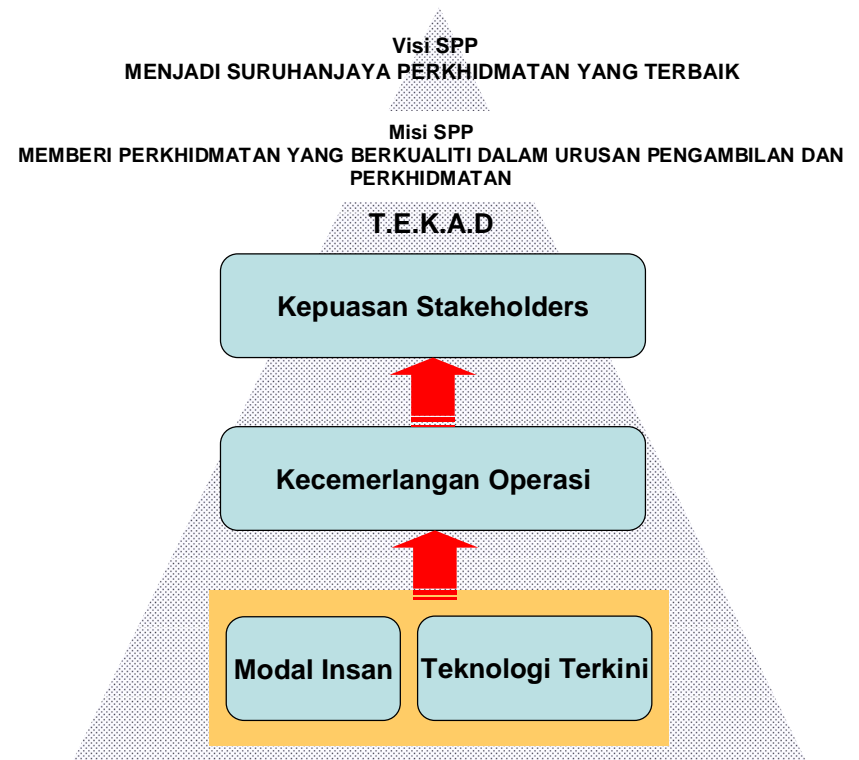 Visi SPP
MENJADI SURUHANJAYA PERKHIDMATAN YANG TERBAIK
Misi SPP
MEMBERI PERKHIDMATAN YANG BERKUALITI DALAM URUSAN PENGAMBILAN DAN
PERKHIDMATAN
T.E.K.A.D
Kepuasan Stakeholders
Kecemerlangan Operasi
Modal Insan
Teknologi Terkini